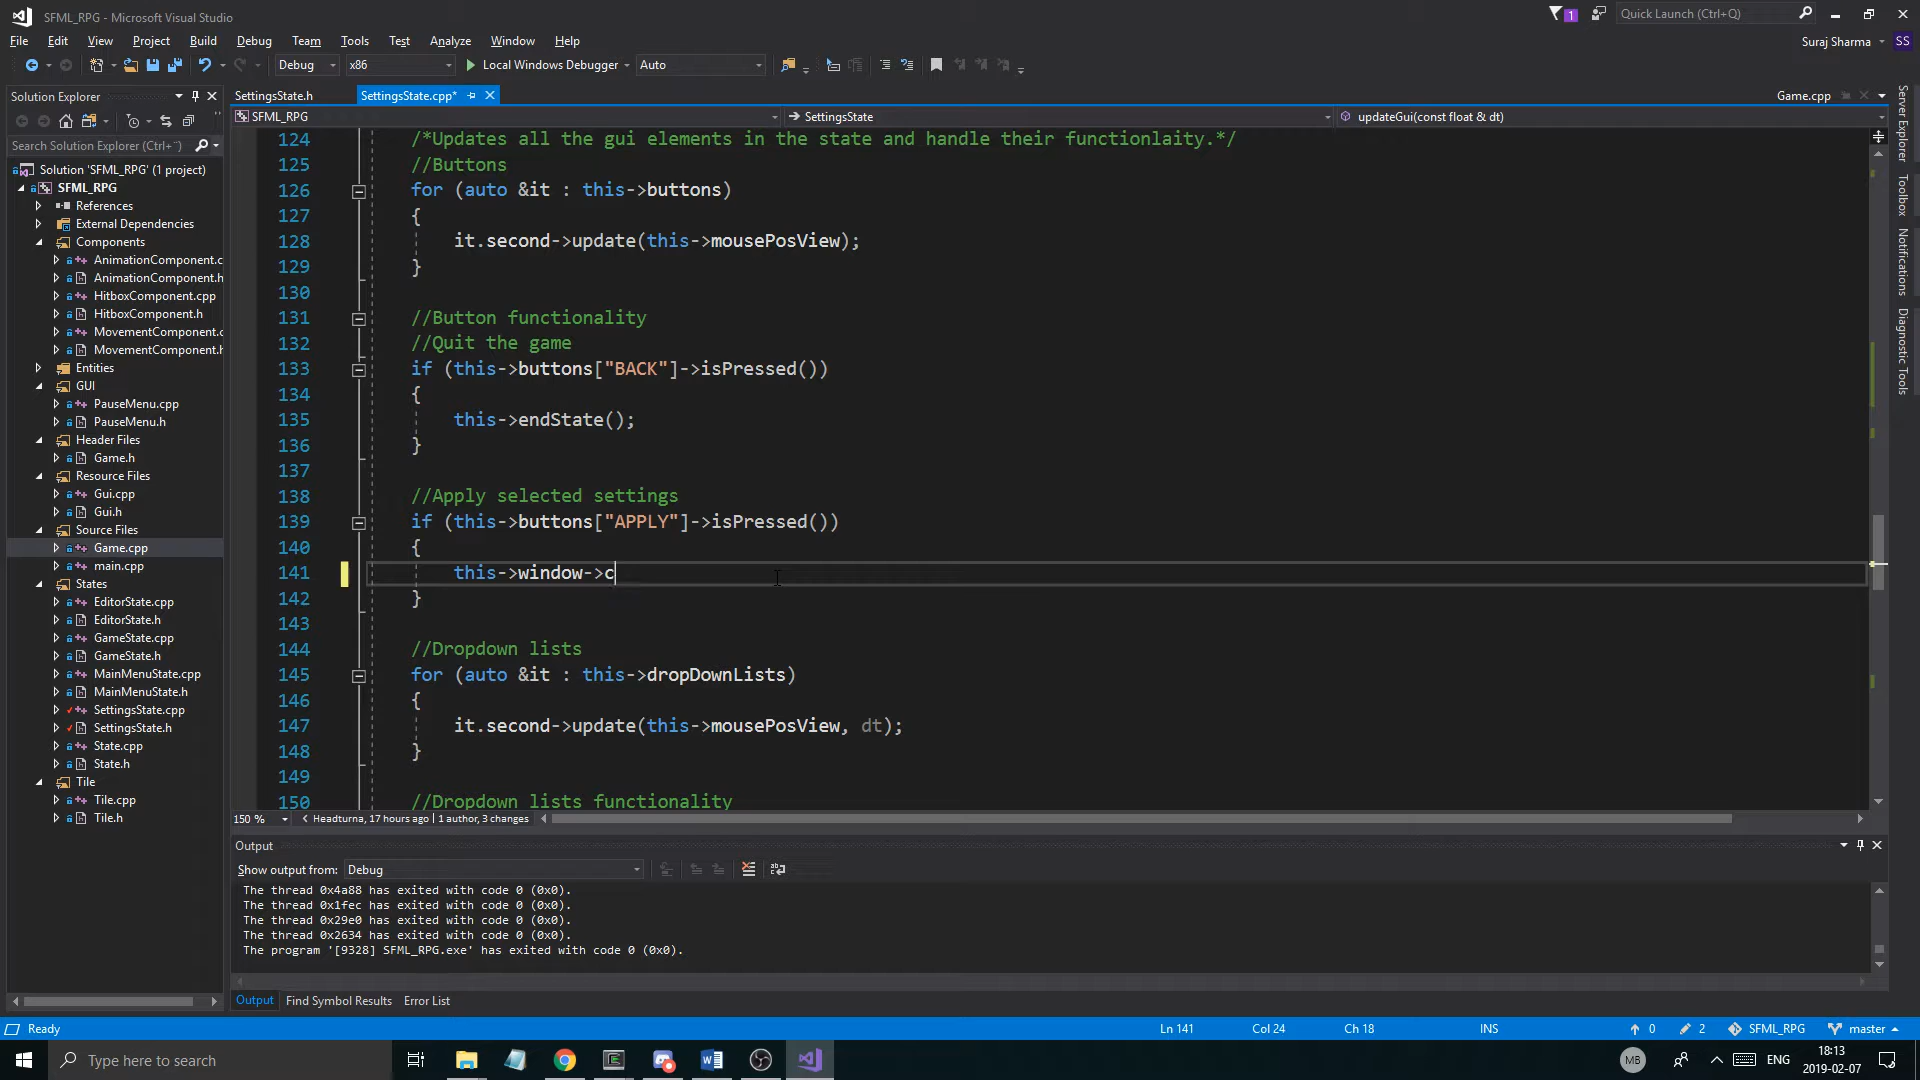 SFML_RPG - Microsoft Visual Studio
1
Quick Launch (Ctrl+Q)
File Edit View Project Build Debug Team Tools Test Analyze Window Help
Suraj Sharma SS
Debug x86 Local Windows Debugger Auto
Solution Explorer
SettingsState.h SettingsState.cpp* Game.cpp
SFML_RPG SettingsState updateGui(const float & dt)
Search Solution Explorer (Ctrl+¨)
Solution 'SFML_RPG' (1 project)
SFML_RPG
References
External Dependencies
Components
AnimationComponent.c
AnimationComponent.h
HitboxComponent.cpp
HitboxComponent.h
MovementComponent.c
MovementComponent.h
Entities
GUI
PauseMenu.cpp
PauseMenu.h
Header Files
Game.h
Resource Files
Gui.cpp
Gui.h
Source Files
Game.cpp
main.cpp
States
EditorState.cpp
EditorState.h
GameState.cpp
GameState.h
MainMenuState.cpp
MainMenuState.h
SettingsState.cpp
SettingsState.h
State.cpp
State.h
Tile
Tile.cpp
Tile.h
124 /*Updates all the gui elements in the state and handle their functionlaity.*/
125 //Buttons
126 for (auto &it : this->buttons)
127 {
128 it.second->update(this->mousePosView);
129 }
130
131 //Button functionality
132 //Quit the game
133 if (this->buttons["BACK"]->isPressed())
134 {
135 this->endState();
136 }
137
138 //Apply selected settings
139 if (this->buttons["APPLY"]->isPressed())
140 {
141 this->window->c
142 }
143
144 //Dropdown lists
145 for (auto &it : this->dropDownLists)
146 {
147 it.second->update(this->mousePosView, dt);
148 }
149
150 //Dropdown lists functionality
150 % Headturna, 17 hours ago | 1 author, 3 changes
Server Explorer
Toolbox
Notifications
Diagnostic Tools
Output
Show output from: Debug
The thread 0x4a88 has exited with code 0 (0x0).
The thread 0x1fec has exited with code 0 (0x0).
The thread 0x29e0 has exited with code 0 (0x0).
The thread 0x2634 has exited with code 0 (0x0).
The program '[9328] SFML_RPG.exe' has exited with code 0 (0x0).
Output Find Symbol Results Error List
Ready Ln 141 Col 24 Ch 18 INS 0 2 SFML_RPG master
Type here to search
MB ENG 18:13
2019-02-07